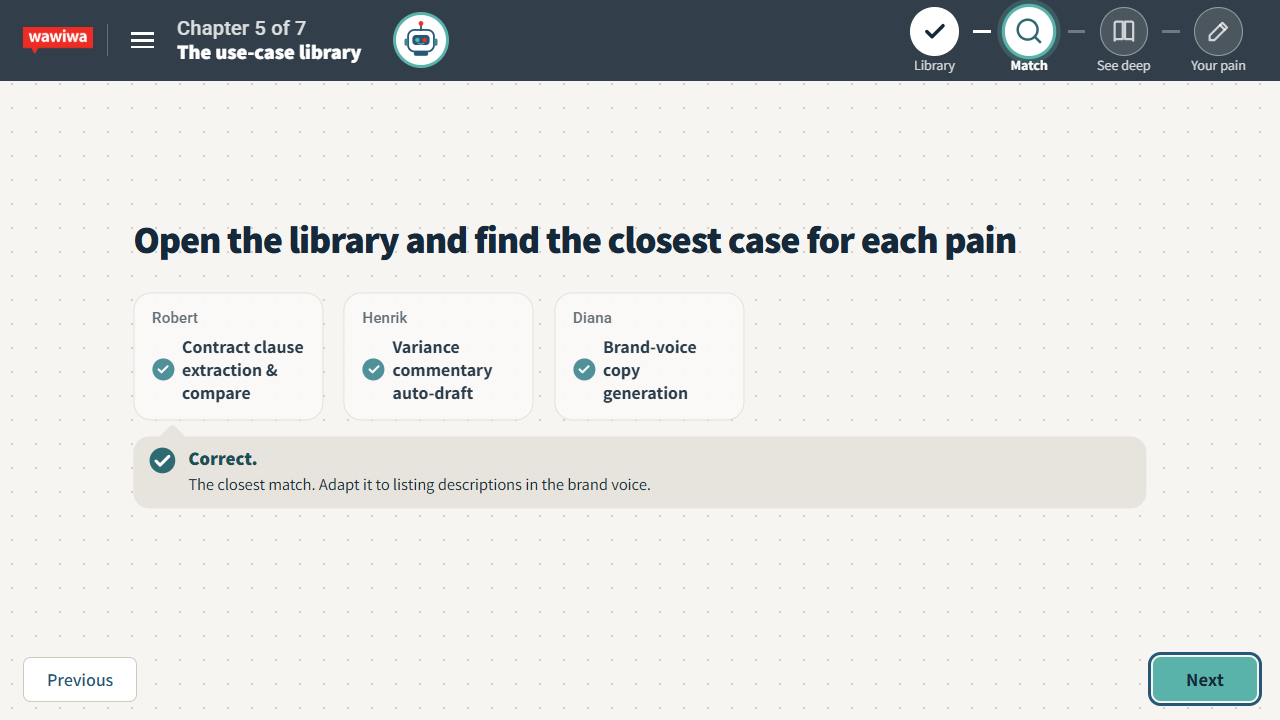 wawiwa
Chapter 5 of 7
The use-case library
Library
Match
See deep
Your pain
Open the library and find the closest case for each pain
Robert
Contract clause
extraction &
compare
Henrik
Variance
commentary
auto-draft
Diana
Brand-voice
copy
generation
Correct.
The closest match. Adapt it to listing descriptions in the brand voice.
Previous
Next